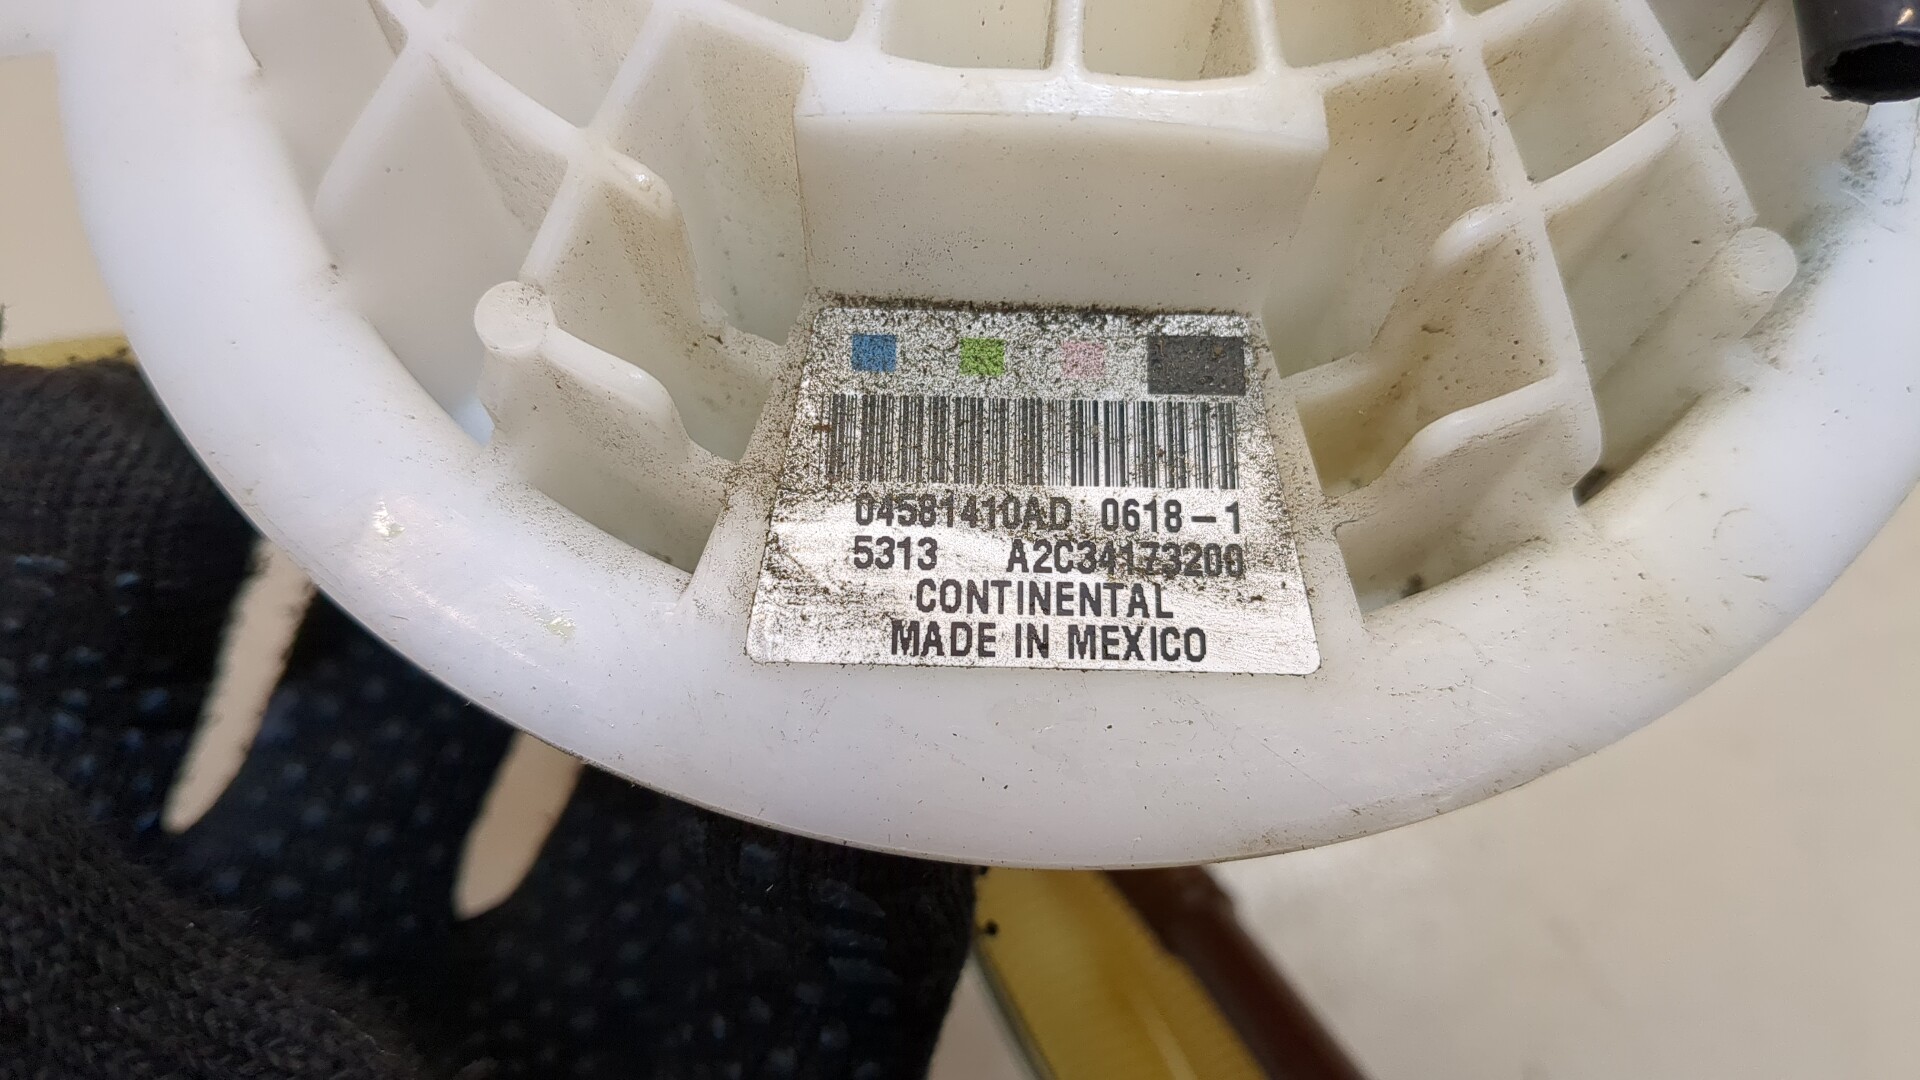 04581410AD 0618-1
5313 A2C34173200
CONTINENTAL
MADE IN MEXICO